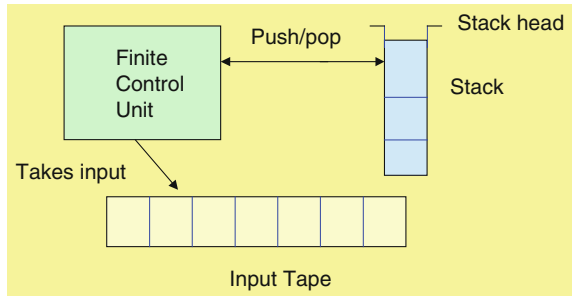 Finite
Control
Unit
Push/pop
Stack head
Stack
Takes input
Input Tape